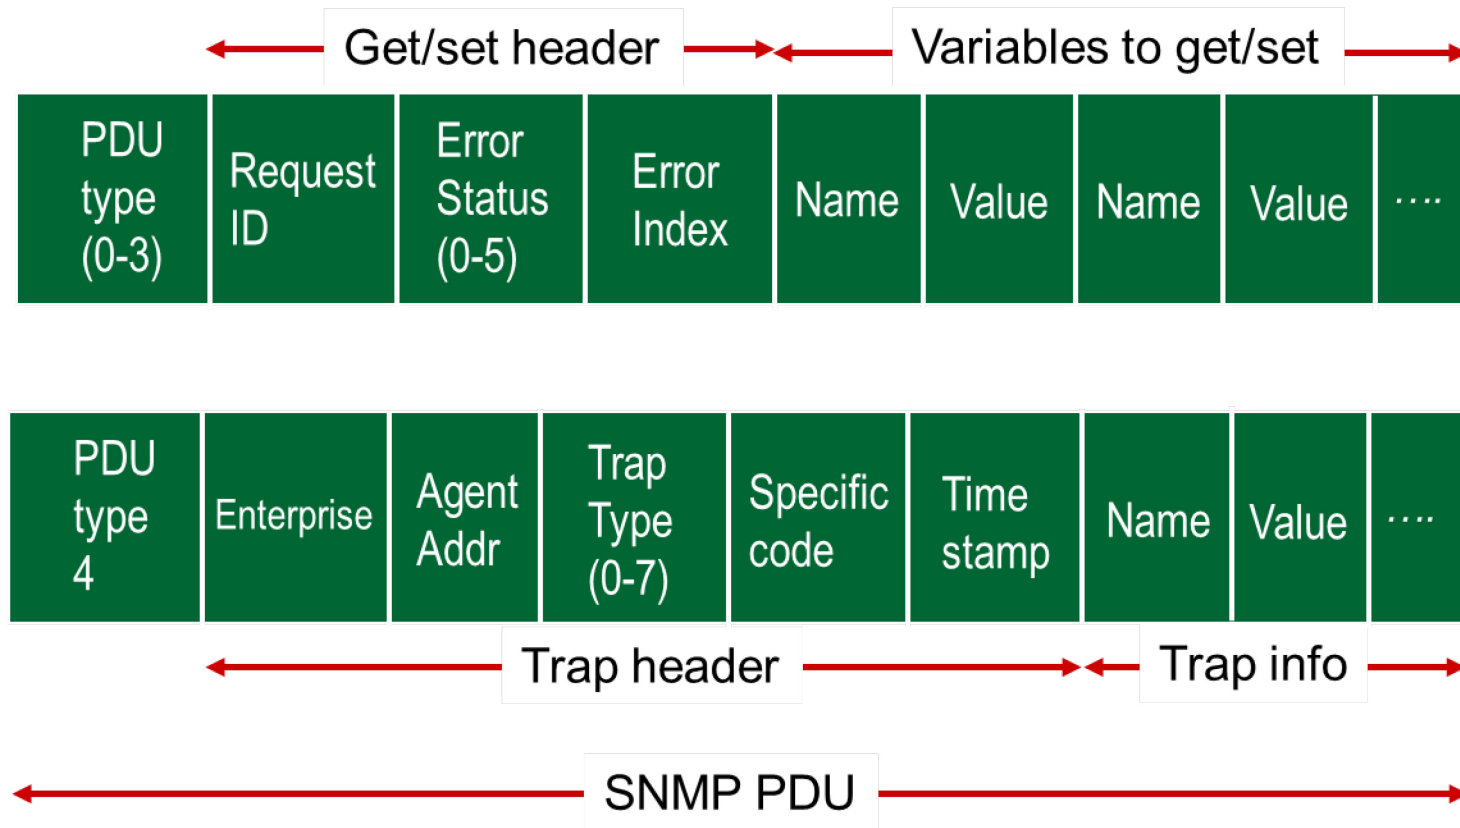 Get/set header
Variables to get/set
PDU
type
(0-3)
Request
ID
Error
Status
(0-5)
Error
Index
Name
Value
Name
Value
....
PDU
type
4
Enterprise
Agent
Addr
Trap
Type
(0-7)
Specific
code
Time
stamp
Name
Value
....
Trap header
Trap info
SNMP PDU